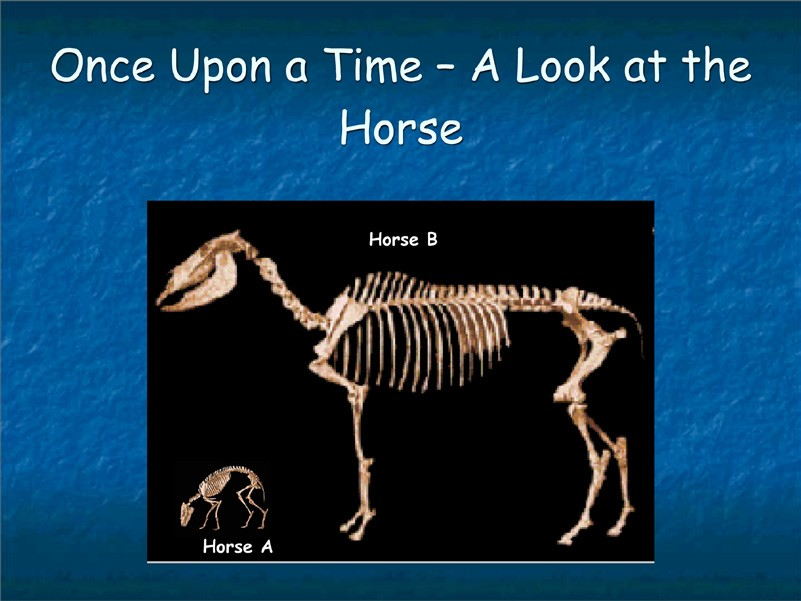 Once Upon a Time – A Look at the
Horse
Horse B
Horse A